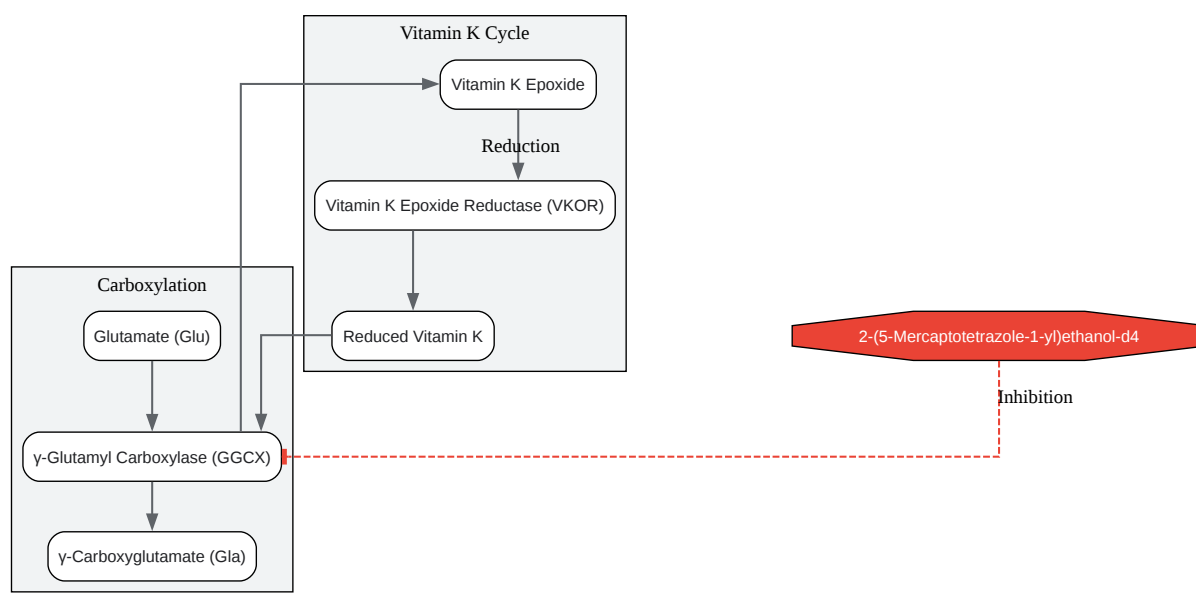 Vitamin K Cycle
Vitamin K Epoxide
Reduction
Vitamin K Epoxide Reductase (VKOR)
Reduced Vitamin K
Carboxylation
Glutamate (Glu)
γ-Glutamyl Carboxylase (GGCX)
γ-Carboxyglutamate (Gla)
2-(5-Mercaptotetrazole-1-yl)ethanol-d4
Inhibition